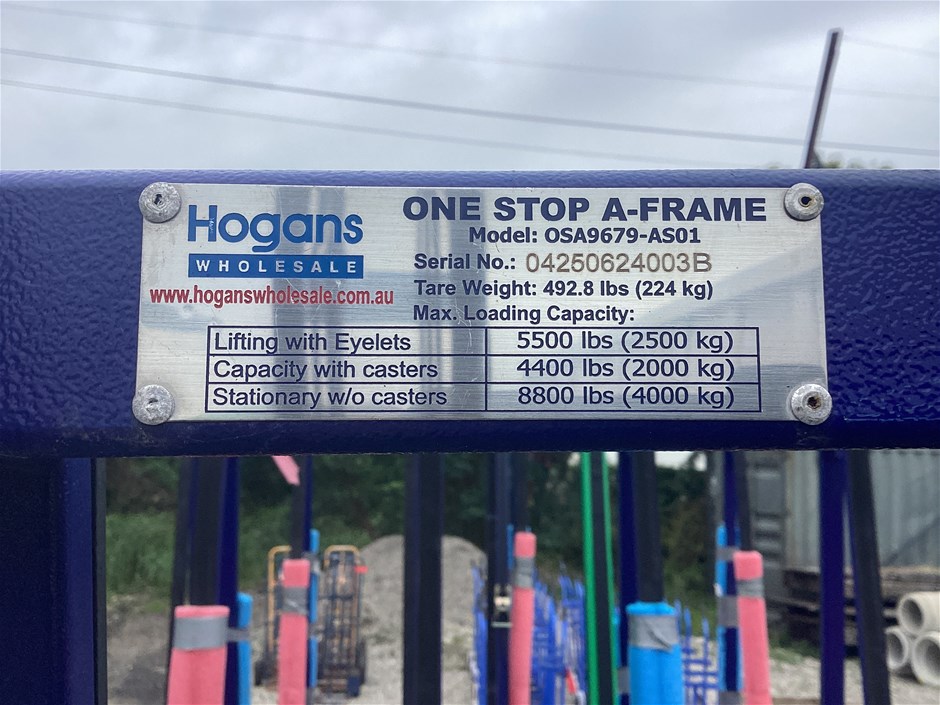 Hogans
WHOLESALE
www.hoganswholesale.com.au
ONE STOP A-FRAME
Model: OSA9679-AS01
Serial No.: 04250624003B
Tare Weight: 492.8 lbs (224 kg)
Max. Loading Capacity:
Lifting with Eyelets 5500 lbs (2500 kg)
Capacity with casters 4400 lbs (2000 kg)
Stationary w/o casters 8800 lbs (4000 kg)